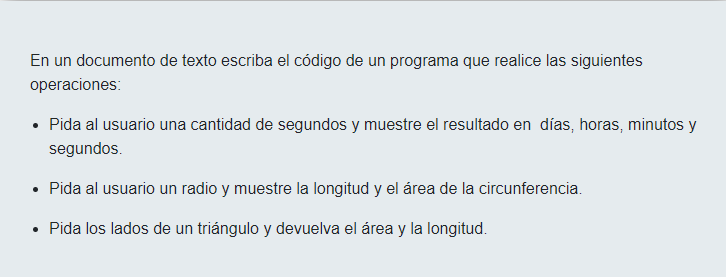 En un documento de texto escriba el código de un programa que realice las siguientes
operaciones:
• Pida al usuario una cantidad de segundos y muestre el resultado en  días, horas, minutos y
segundos.
• Pida al usuario un radio y muestre la longitud y el área de la circunferencia.
• Pida los lados de un triángulo y devuelva el área y la longitud.